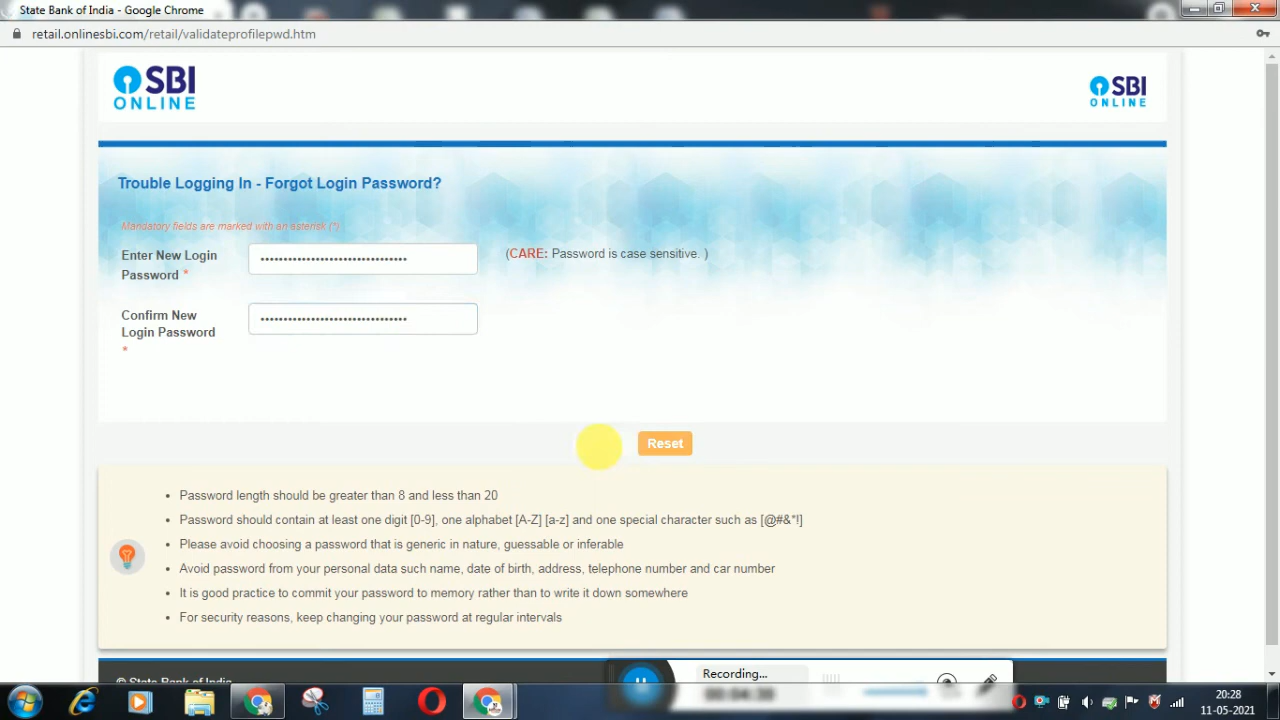 State Bank of India - Google Chrome
retail.onlinesbi.com/retail/validateprofilepwd.htm
SBI
ONLINE
SBI
ONLINE
Trouble Logging In - Forgot Login Password?
Mandatory fields are marked with an asterisk (*)
Enter New Login
Password *
(CARE: Password is case sensitive. )
Confirm New
Login Password
*
Reset
• Password length should be greater than 8 and less than 20
• Password should contain at least one digit [0-9], one alphabet [A-Z] [a-z] and one special character such as [@#&*!]
• Please avoid choosing a password that is generic in nature, guessable or inferable
• Avoid password from your personal data such name, date of birth, address, telephone number and car number
• It is good practice to commit your password to memory rather than to write it down somewhere
• For security reasons, keep changing your password at regular intervals
© State Bank of India
Recording...
00:04:30
20:28
11-05-2021